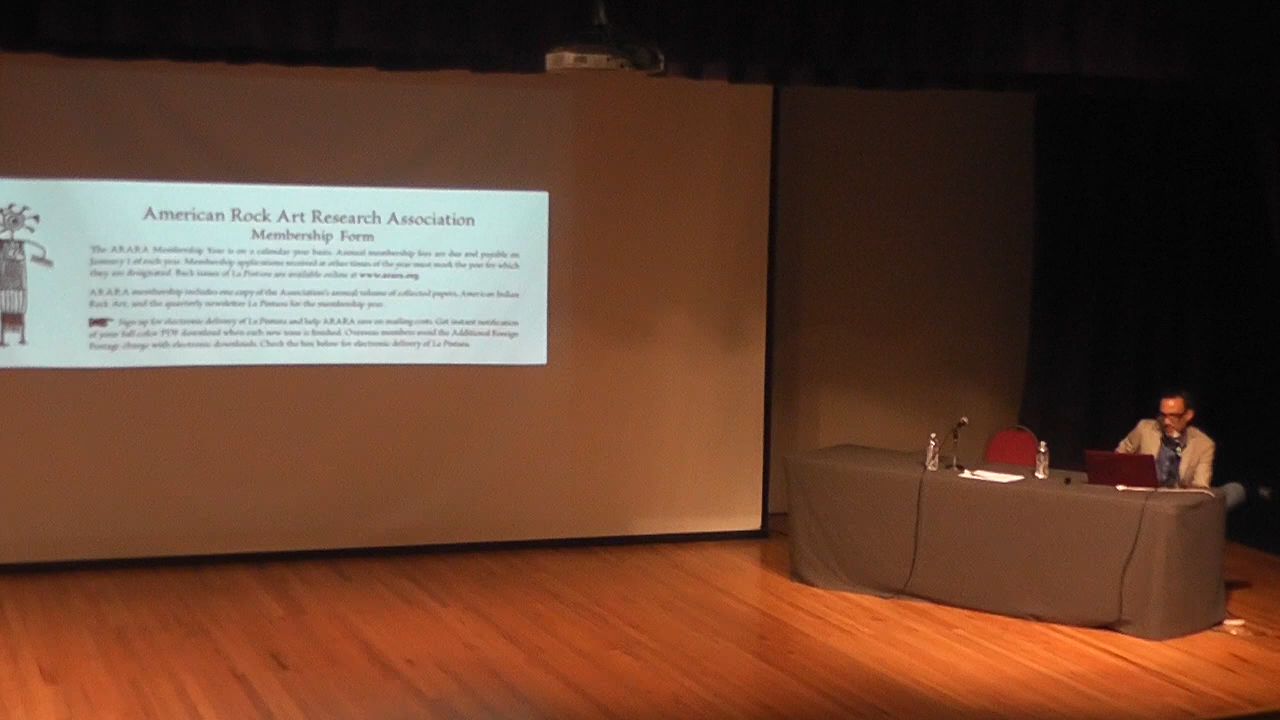 American Rock Art Research Association
Membership Form
The ARARA Membership Year is on a calendar year basis. Annual membership fees are due and payable on
January 1 of each year. Membership applications received at other times of the year must mark the year for which
they are designated. Back issues of La Pintura are available online at www.arara.org.
ARARA membership includes one copy of the Association's annual volume of collected papers, American Indian
Rock Art, and the quarterly newsletter La Pintura for the membership year.
Sign up for electronic delivery of La Pintura and help ARARA save on mailing costs. Get instant notification
of your full-color PDF download when each new issue is finished. Overseas members avoid the Additional Foreign
Postage charge with electronic downloads. Check the box below for electronic delivery of La Pintura.